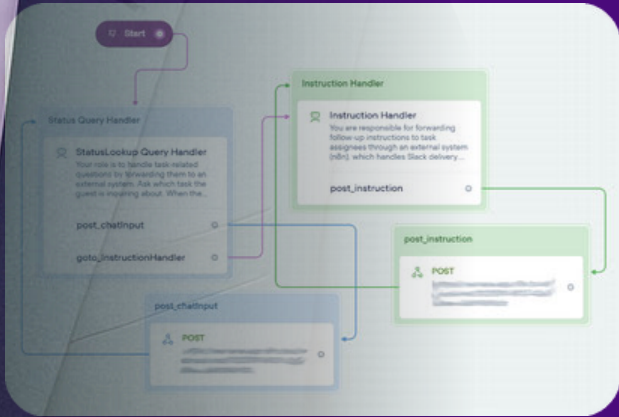 Start
Instruction Handler
Instruction Handler
You are responsible for forwarding
follow-up instructions to task
assignees through an external system
(n8n). which handles Slack delivery...
post_instruction
Status Query Handler
StatusLookup Query Handler
Your role is to handle task-related
questions by forwarding them to an
external system. Ask which task the
guest is inquiring about. When the...
post_chatInput
goto_instructionHandler
post_instruction
POST
post_chatInput
POST